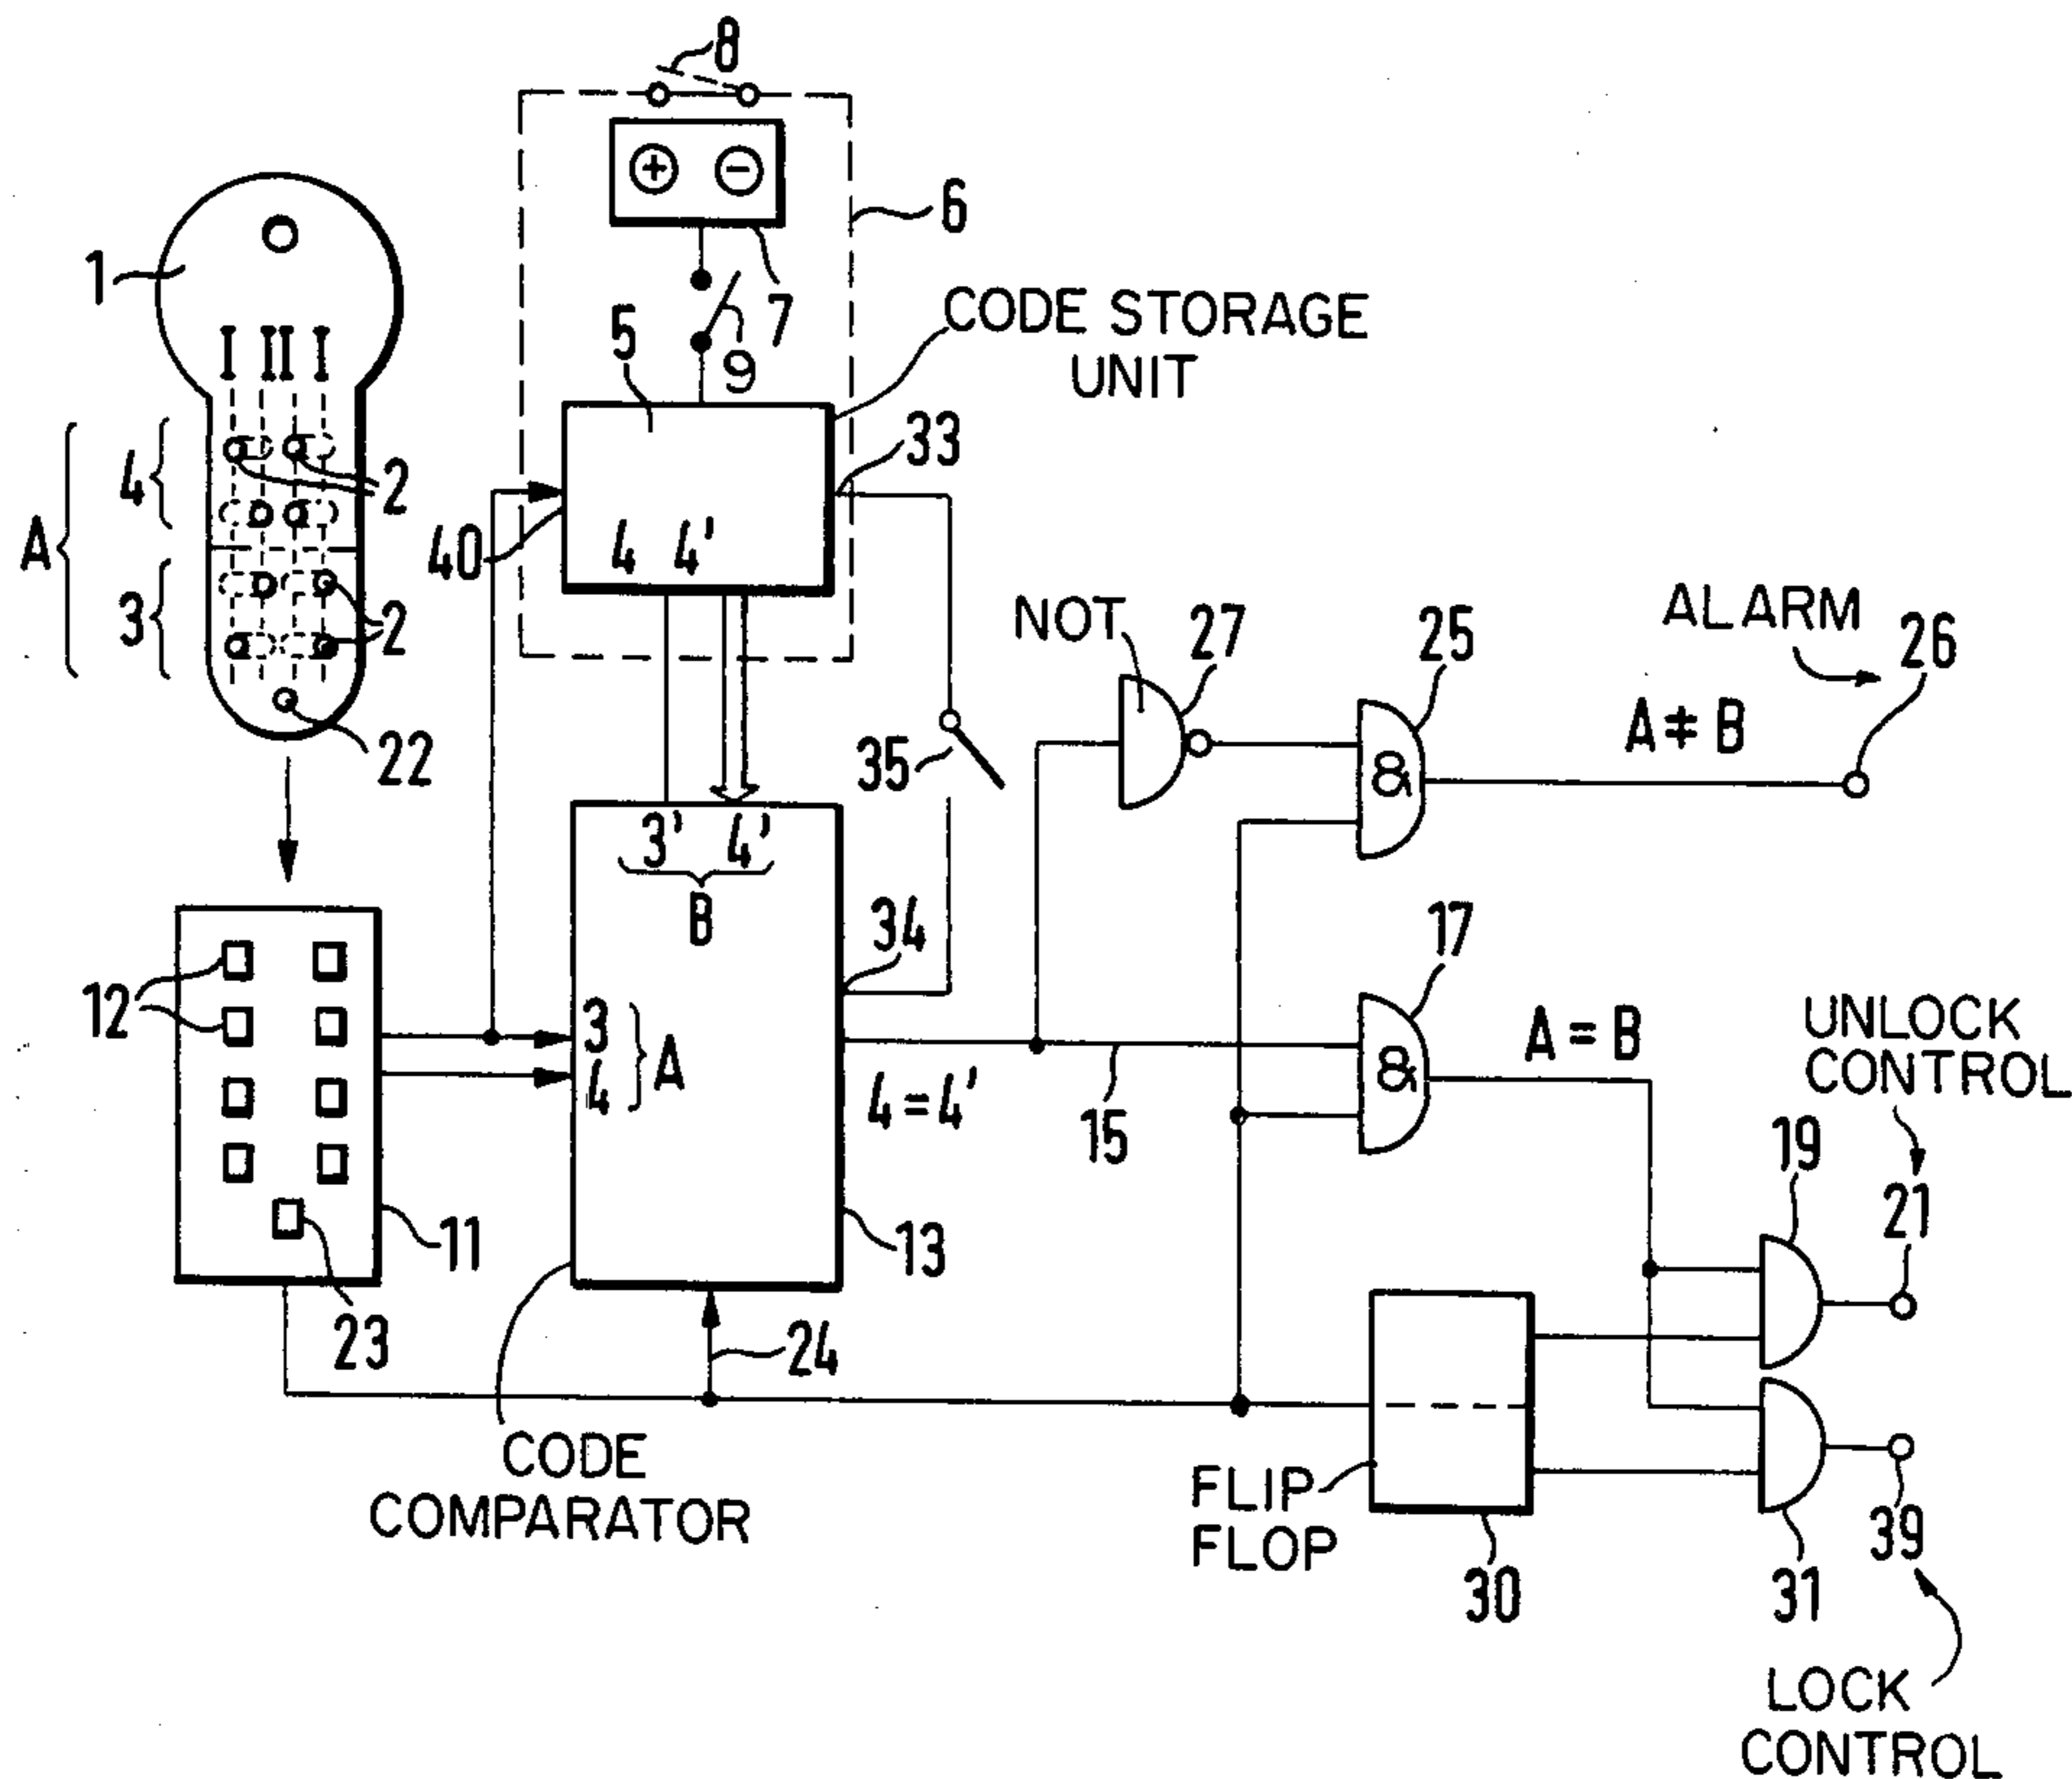 8
6
1
7
CODE STORAGE
UNIT
5
9
I II I
33
4
2
A
40
4 4'
3
2
NOT
27
25
ALARM
26
A ≠ B
22
35
&
3' 4'
B
34
17
12
3
4
A
A = B
UNLOCK
CONTROL
&
4 = 4'
15
19
21
11
13
23
24
CODE
COMPARATOR
FLIP
FLOP
30
31
39
LOCK
CONTROL